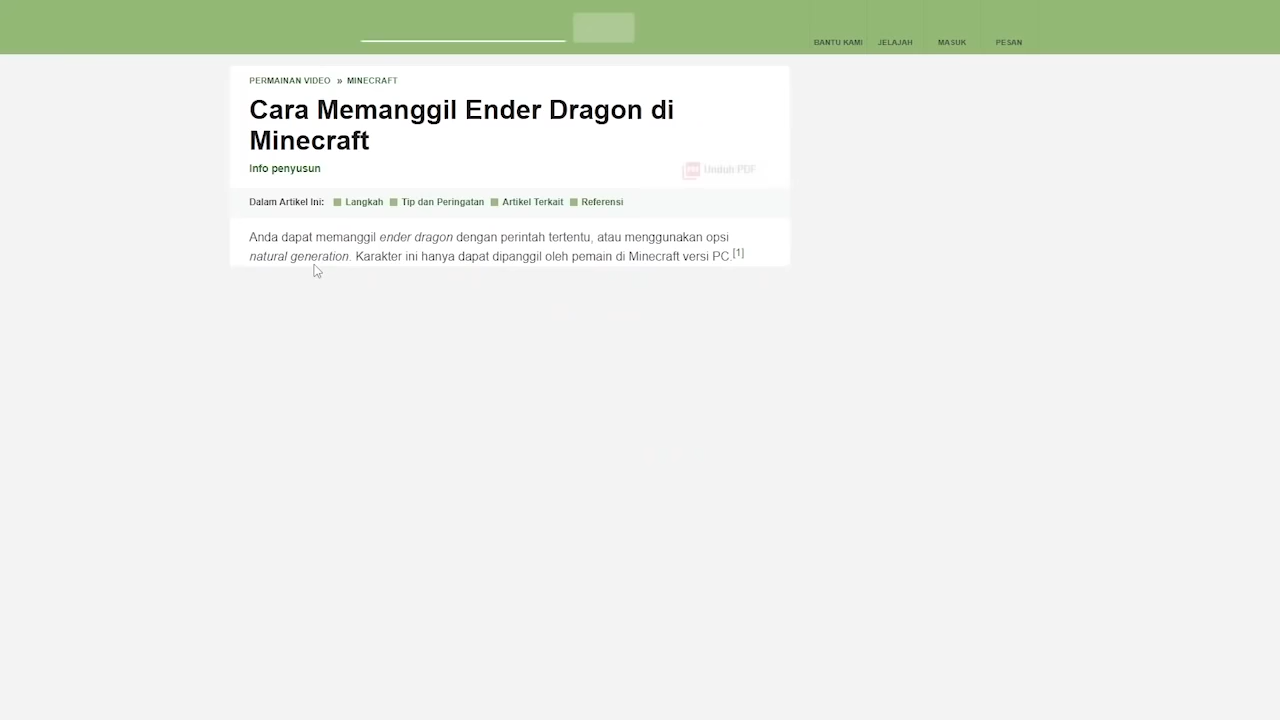 BANTU KAMI JELAJAH MASUK PESAN
PERMAINAN VIDEO » MINECRAFT
Cara Memanggil Ender Dragon di
Minecraft
Info penyusun
Unduh PDF
Dalam Artikel Ini: Langkah Tip dan Peringatan Artikel Terkait Referensi
Anda dapat memanggil ender dragon dengan perintah tertentu, atau menggunakan opsi
natural generation. Karakter ini hanya dapat dipanggil oleh pemain di Minecraft versi PC.[1]